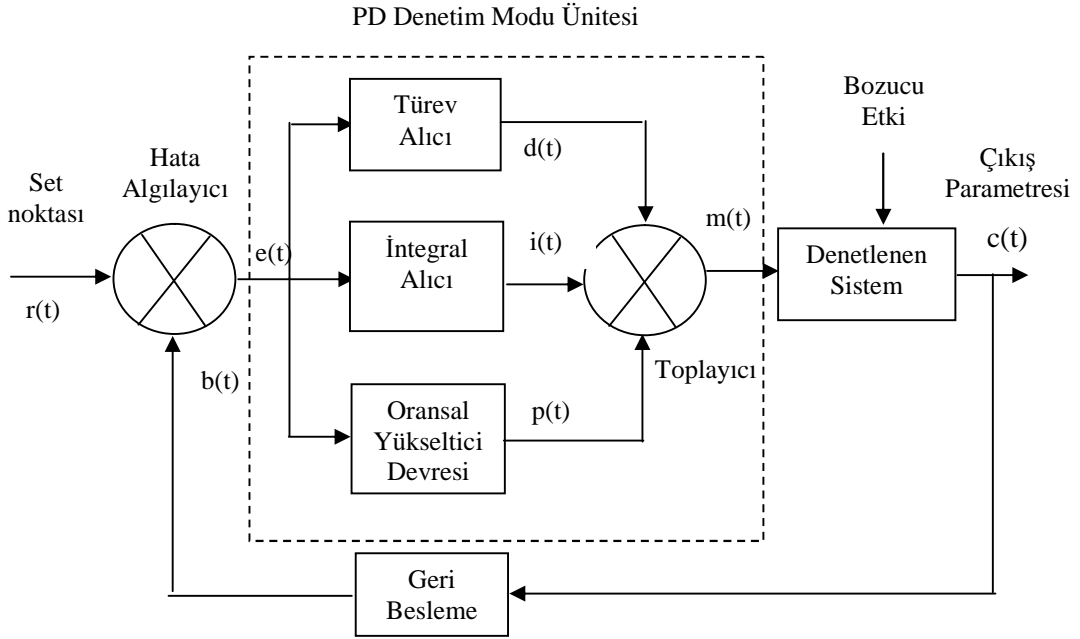 PD Denetim Modu Ünitesi
Türev
Alıcı
d(t)
Bozucu
Etki
Hata
Algılayıcı
Set
noktası
r(t)
e(t)
İntegral
Alıcı
i(t)
m(t)
Denetlenen
Sistem
Çıkış
Parametresi
c(t)
b(t)
Oransal
Yükseltici
Devresi
p(t)
Toplayıcı
Geri
Besleme